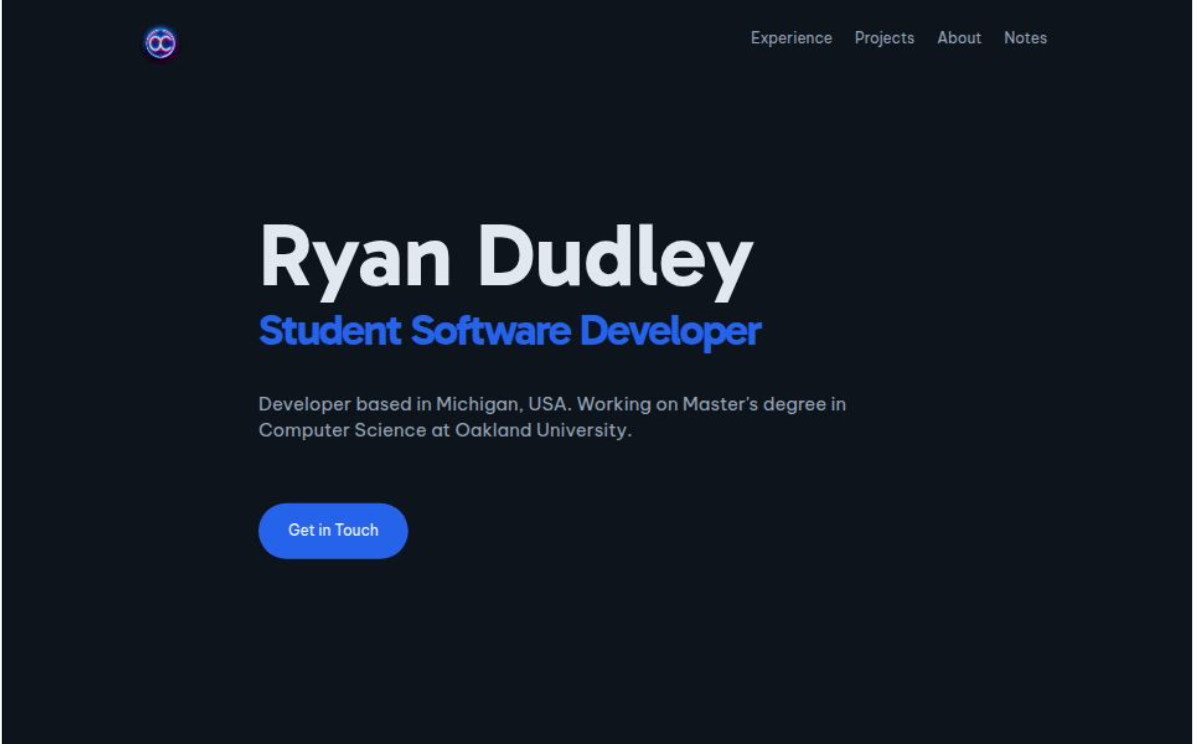 Experience Projects About Notes
Ryan Dudley
Student Software Developer
Developer based in Michigan, USA. Working on Master's degree in
Computer Science at Oakland University.
Get in Touch